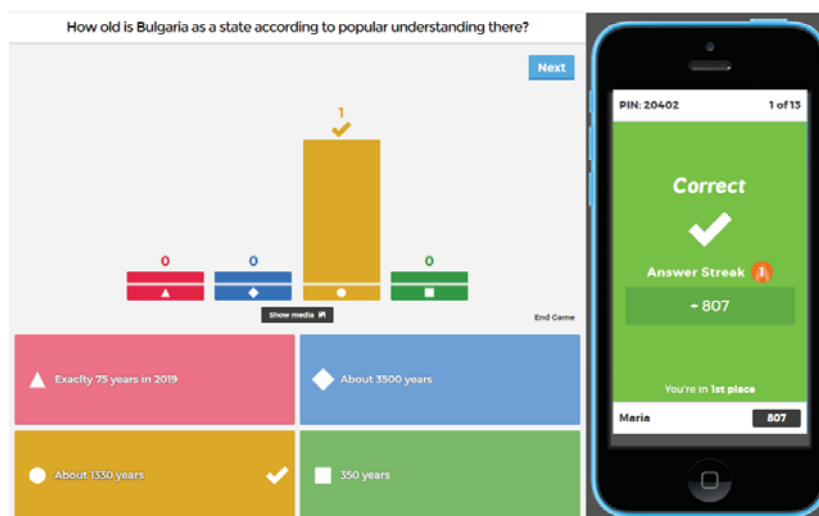 How old is Bulgaria as a state according to popular understanding there?
Next
1
0
0
0
Show media
End Game
Exaclty 75 years in 2019
About 3500 years
About 1330 years
350 years
PIN: 20402
1 of 13
Correct
Answer Streak 1
+ 807
You're in 1st place
Maria
807